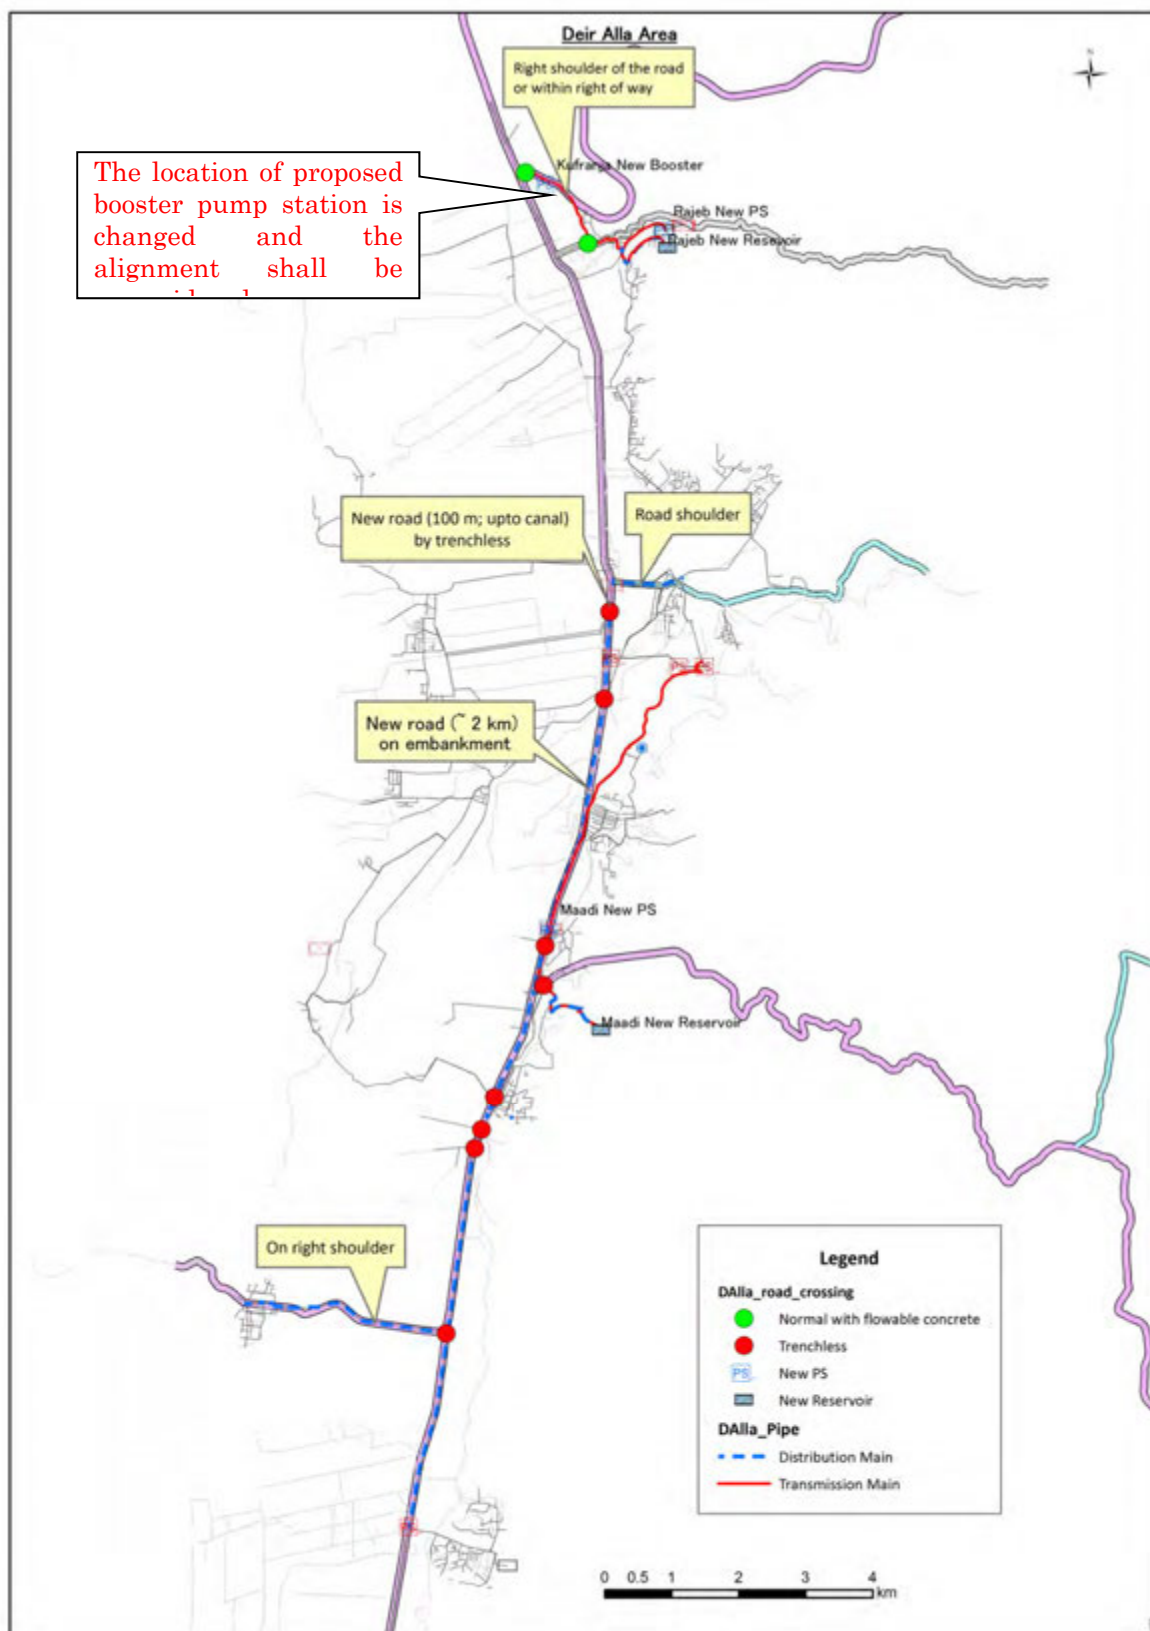 Deir Alla Area
Right shoulder of the road
or within right of way
The location of proposed
booster pump station is
changed and the
alignment shall be
Kufranja New Booster
PS
Rajeb New PS
Rajeb New Resevoir
New road (100 m; upto canal)
by trenchless
Road shoulder
New road (~ 2 km)
on embankment
Maadi New PS
Maadi New Reservoir
On right shoulder
Legend
DAlla_road_crossing
Normal with flowable concrete
Trenchless
PS New PS
New Reservoir
DAlla_Pipe
Distribution Main
Transmission Main
0 0.5 1 2 3 4
km